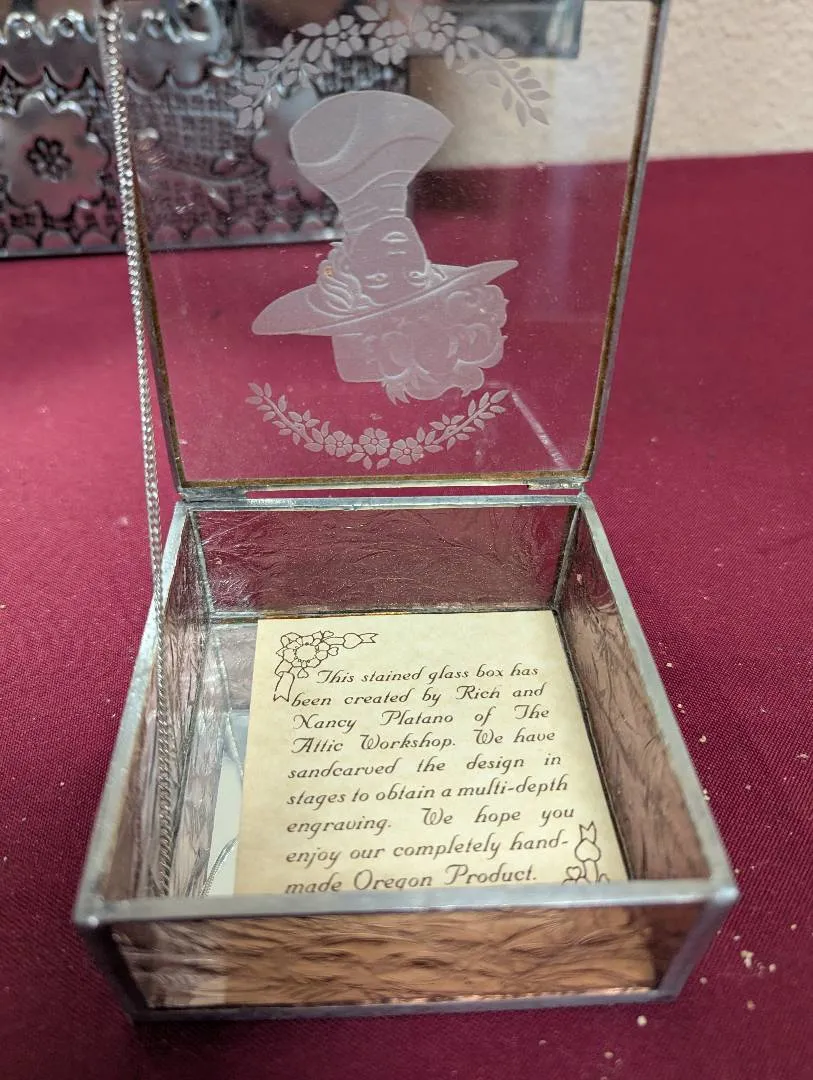 This stained glass box has
been created by Rich and
Nancy Platano of The
Attic Workshop. We have
sandcarved the design in
stages to obtain a multi-depth
engraving. We hope you
enjoy our completely hand-
made Oregon Product.